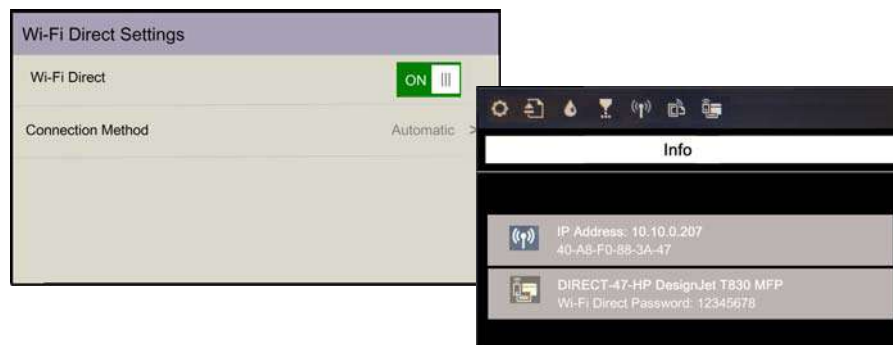 Wi-Fi Direct Settings
Wi-Fi Direct
ON
Connection Method
Automatic >
Info
IP Address: 10.10.0.207
40-A8-F0-88-3A-47
DIRECT-47-HP DesignJet T830 MFP
Wi-Fi Direct Password: 12345678